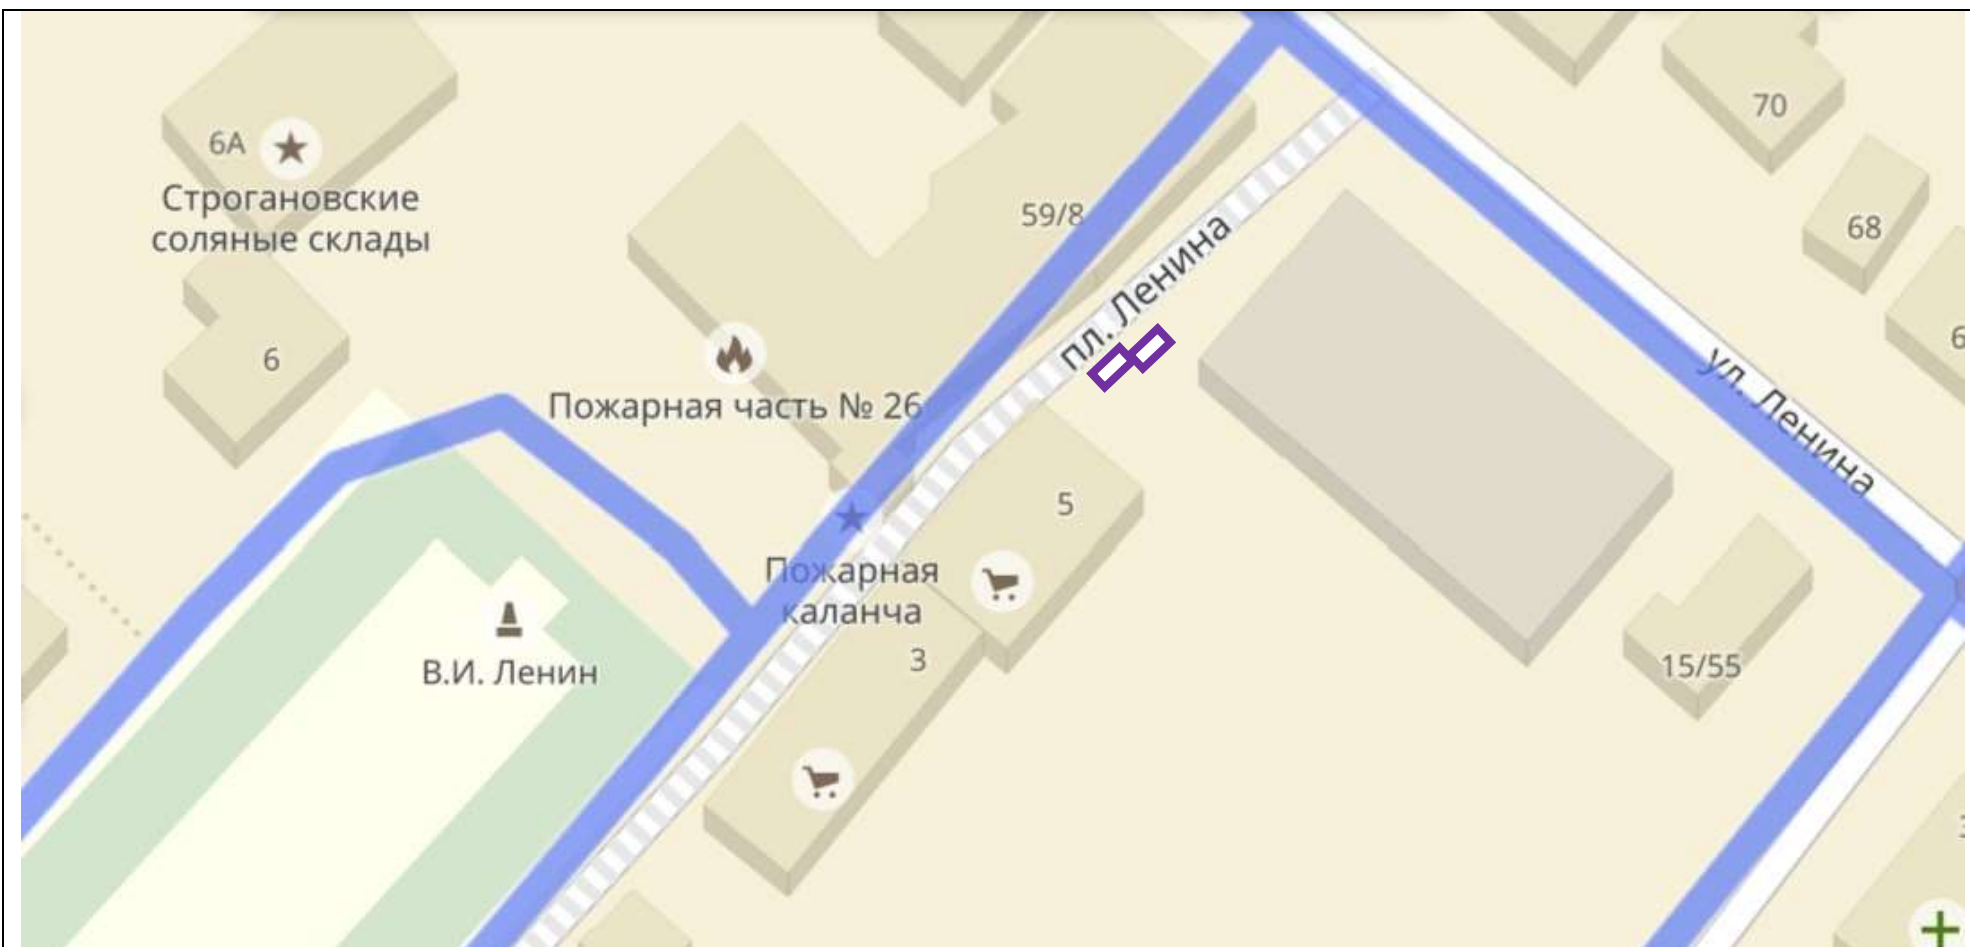 70
6А
Строгановские
соляные склады
59/8
68
пл. Ленина
6
6
Пожарная часть № 26
ул. Ленина
5
Пожарная
каланча
3
В.И. Ленин
15/55